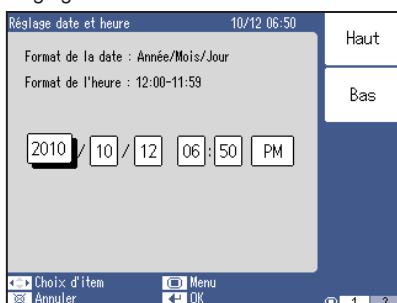 Réglage date et heure 10/12 06:50
Haut
Format de la date : Année/Mois/Jour
Format de l'heure : 12:00-11:59
Bas
2010 / 10 / 12 06 : 50 PM
Choix d'item Menu
Annuler OK 1 2